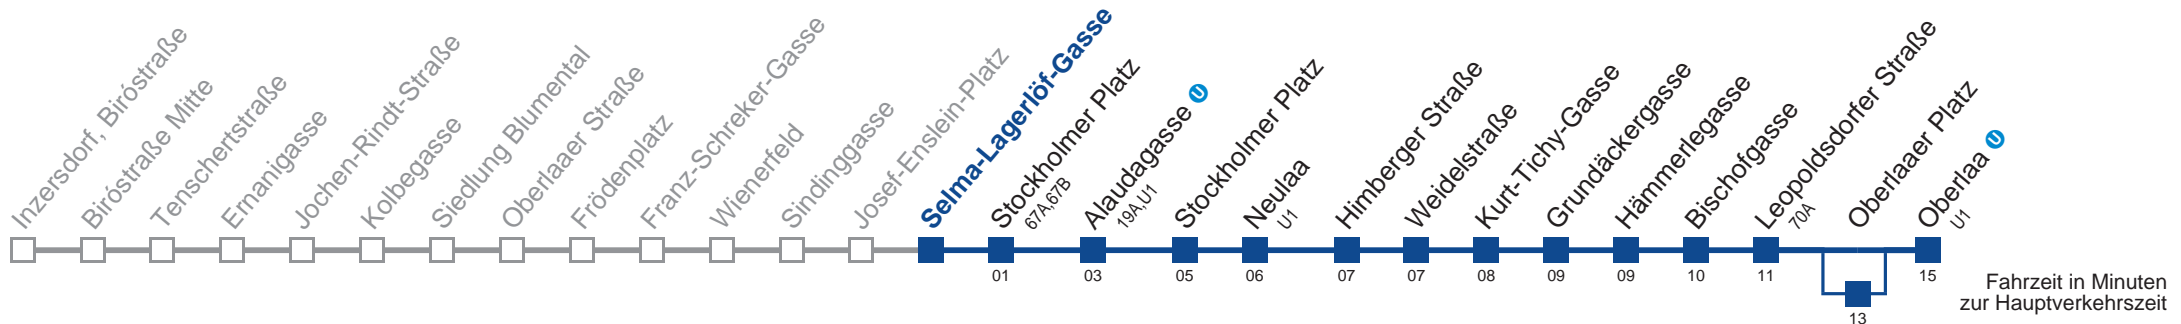 Inzersdorf, Biróstraße
Biróstraße Mitte
Tenschertstraße
Ernanigasse
Jochen-Rindt-Straße
Kolbegasse
Siedlung Blumental
Oberlaaer Straße
Frödenplatz
Franz-Schreker-Gasse
Wienerfeld
Sindinggasse
Josef-Enslein-Platz
Selma-Lagerlöf-Gasse
Stockholmer Platz
67A,67B
01
Alaudagasse U
19A,U1
03
Stockholmer Platz
05
Neulaa
U1
06
Himberger Straße
07
Weidelstraße
07
Kurt-Tichy-Gasse
08
Grundäckergasse
09
Hämmerlegasse
09
Bischofgasse
10
Leopoldsdorfer Straße
70A
11
Oberlaaer Platz
13
Oberlaa U
U1
15
Fahrzeit in Minuten
zur Hauptverkehrszeit